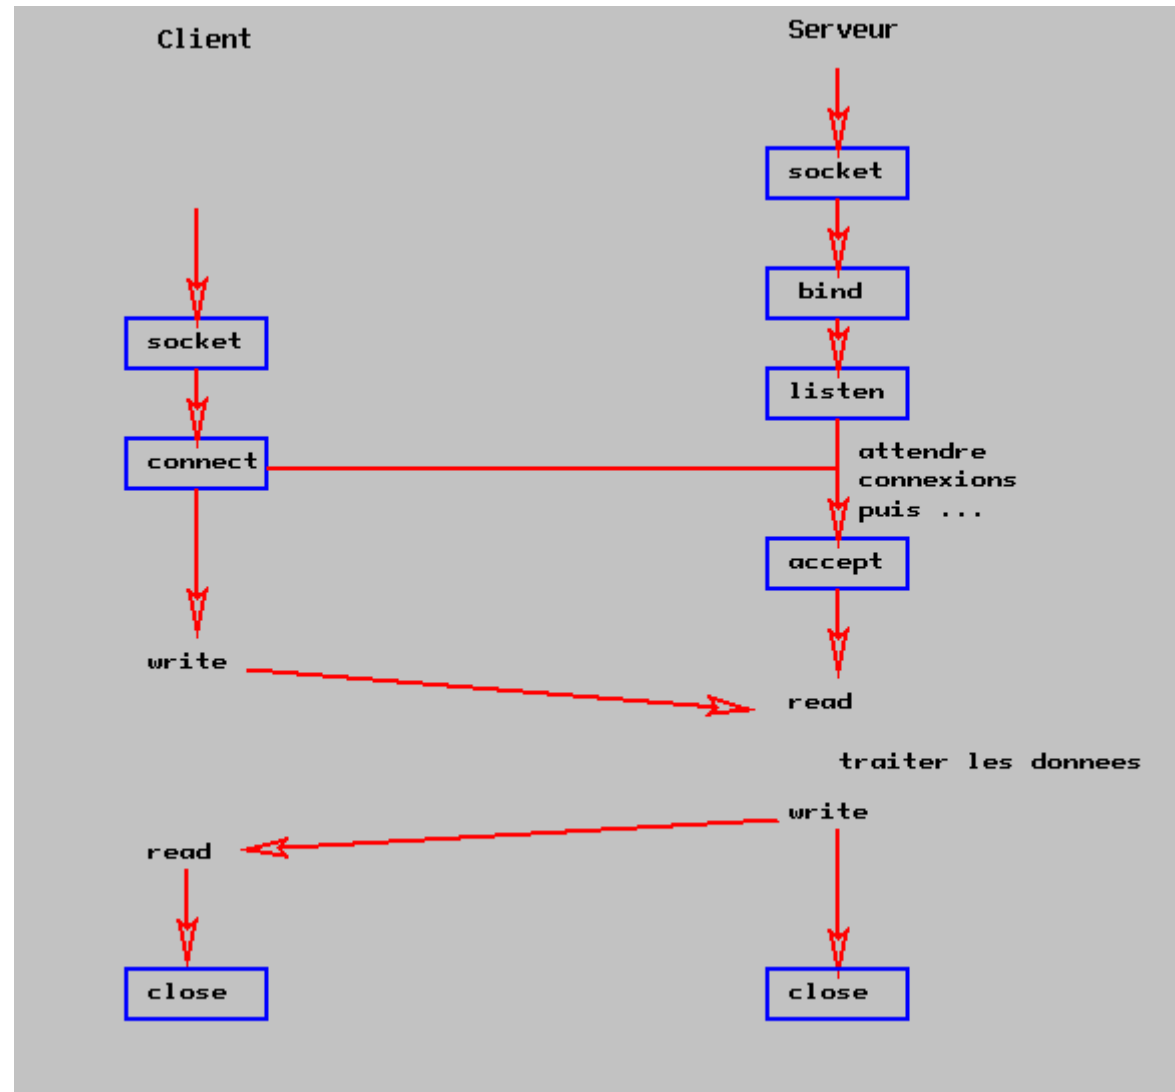 Client
Serveur
socket
bind
socket
listen
connect
attendre
connexions
puis ...
accept
write
read
traiter les donnees
write
read
close
close